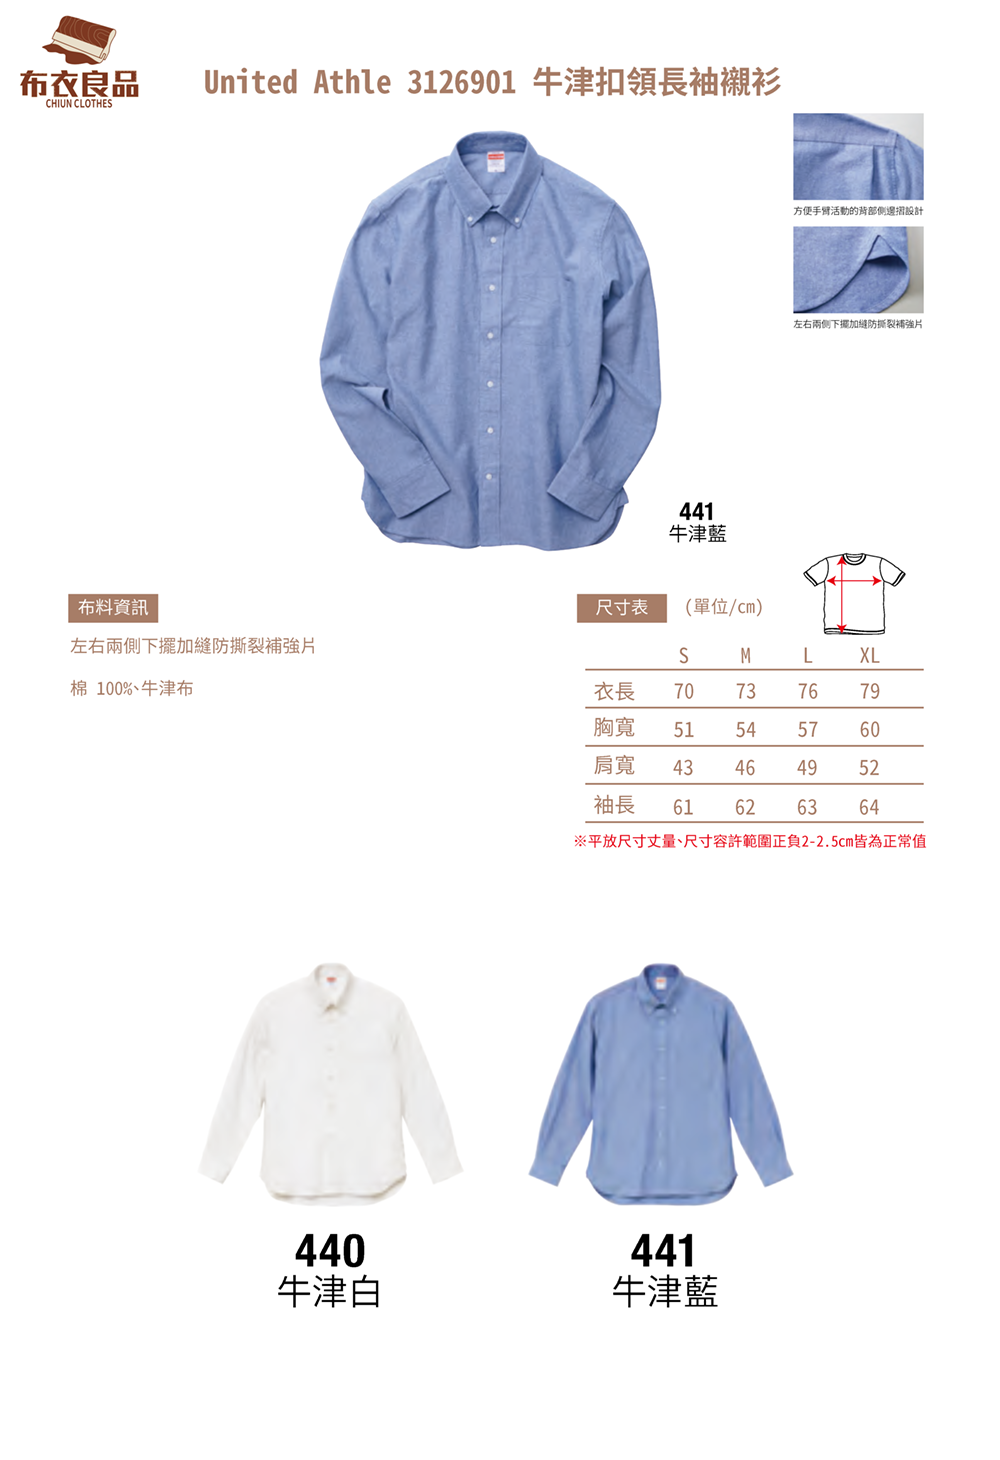 布衣良品
CHIUN CLOTHES
United Athle 3126901 牛津扣領長袖襯衫
方便手臂活動的背部側邊摺設計
左右兩側下擺加縫防撕裂補強片
441
牛津藍
布料資訊
左右兩側下擺加縫防撕裂補強片
棉 100%、牛津布
尺寸表 (單位/cm)
S M L XL
衣長 70 73 76 79
胸寬 51 54 57 60
肩寬 43 46 49 52
袖長 61 62 63 64
※平放尺寸丈量、尺寸容許範圍正負2-2.5cm皆為正常值
440
牛津白
441
牛津藍